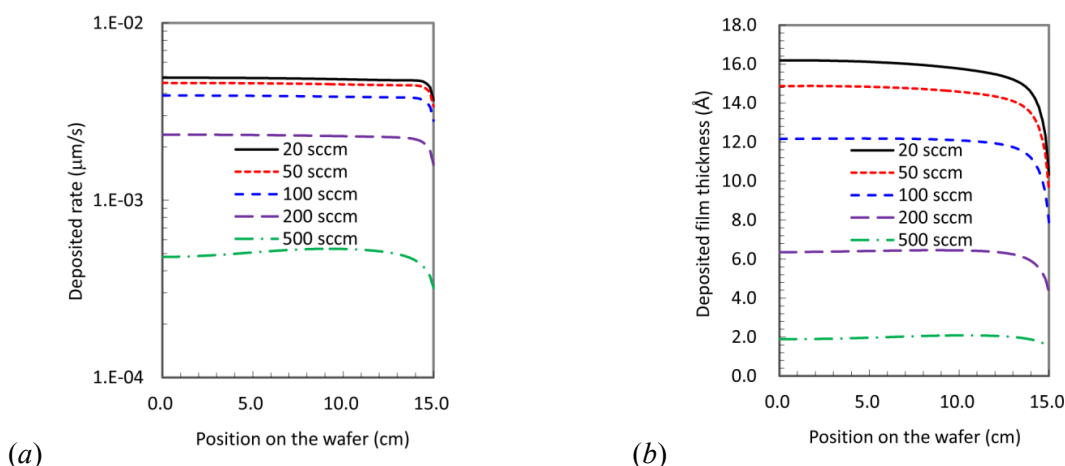 1.E-02
1.E-03
1.E-04
Deposited rate (μm/s)
20 sccm
50 sccm
100 sccm
200 sccm
500 sccm
0.0 5.0 10.0 15.0
Position on the wafer (cm)
(a)
18.0
16.0
14.0
12.0
10.0
8.0
6.0
4.0
2.0
0.0
Deposited film thickness (Å)
20 sccm
50 sccm
100 sccm
200 sccm
500 sccm
0.0 5.0 10.0 15.0
Position on the wafer (cm)
(b)